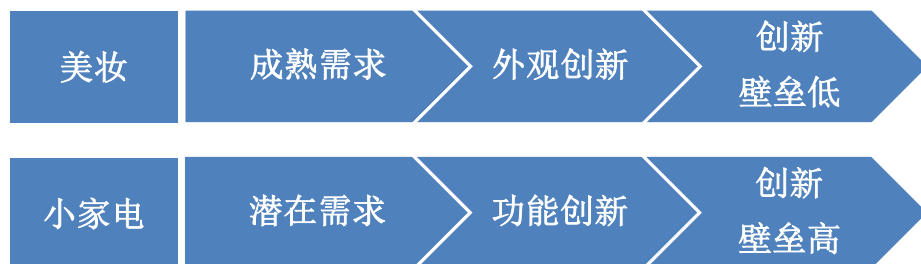 美妆
成熟需求
外观创新
创新
壁垒低
小家电
潜在需求
功能创新
创新
壁垒高